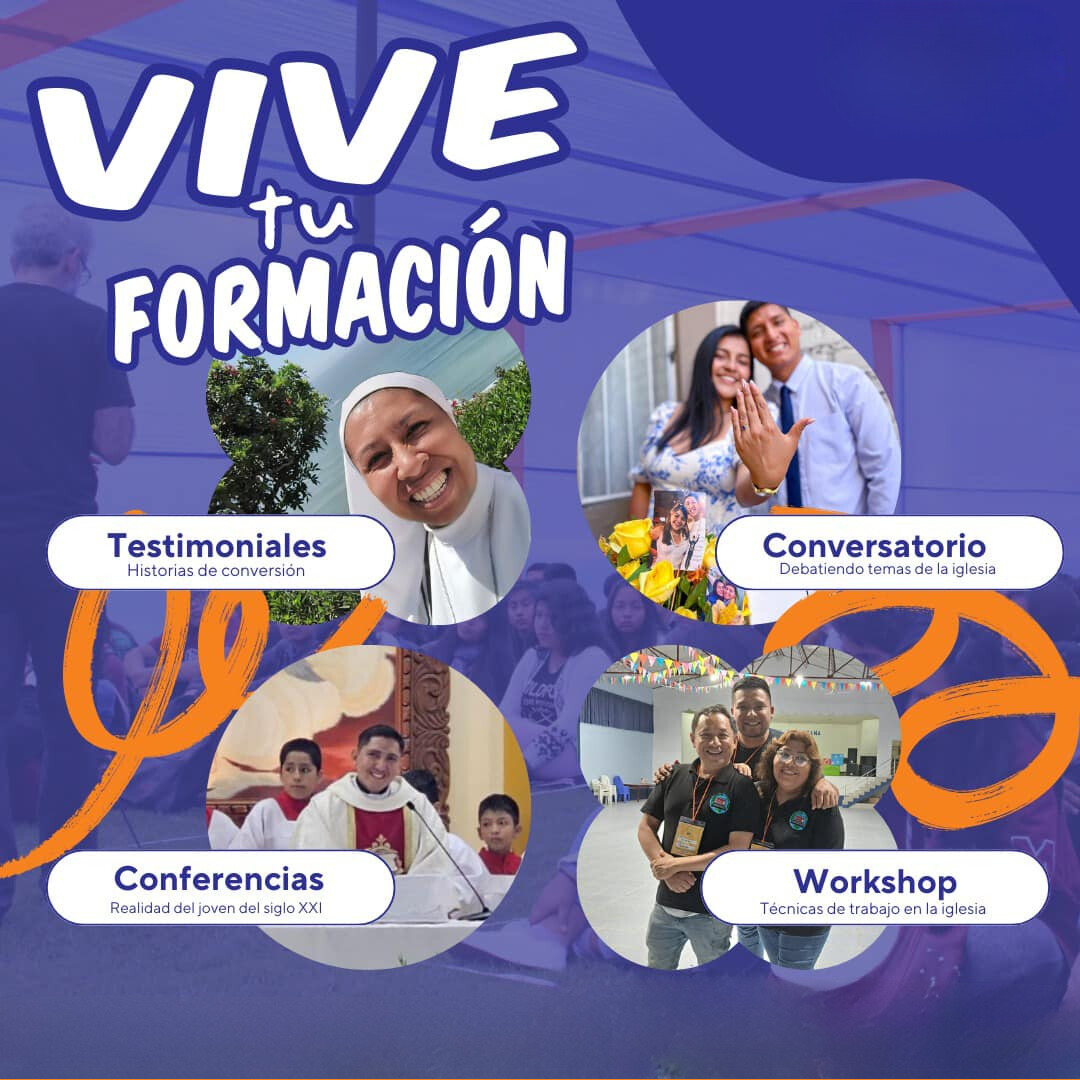 VIVE
tu
FORMACIÓN
Testimoniales
Historias de conversión
Conversatorio
Debatiendo temas de la iglesia
Conferencias
Realidad del joven del siglo XXI
Workshop
Técnicas de trabajo en la iglesia